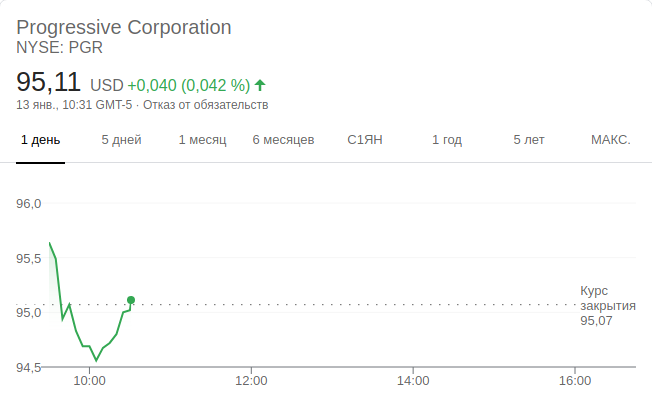 Progressive Corporation
NYSE: PGR
95,11 USD +0,040 (0,042 %)
13 янв., 10:31 GMT-5 · Отказ от обязательств
1 день 5 дней 1 месяц 6 месяцев С1ЯН 1 год 5 лет МАКС.
96,0
95,5
95,0
94,5
Курс
закрытия
95,07
10:00 12:00 14:00 16:00